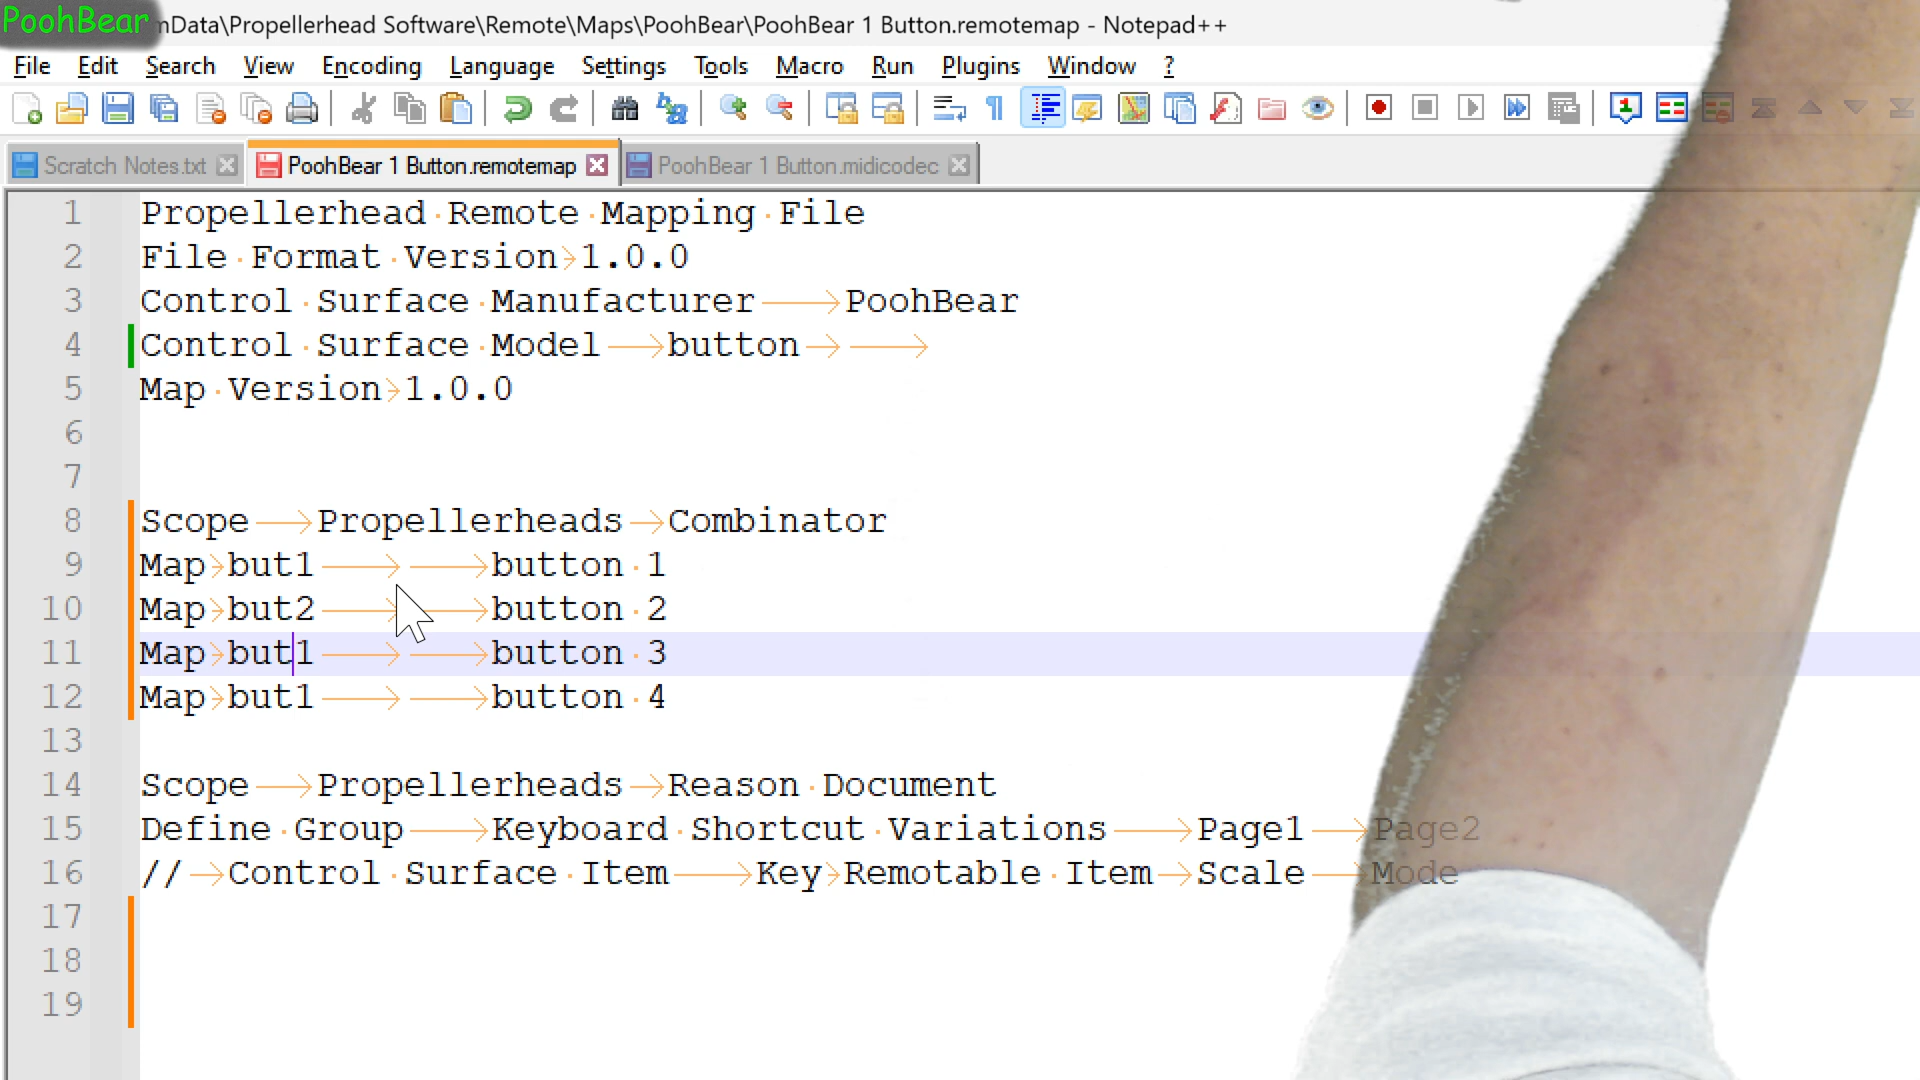 PoohBear
mData\Propellerhead Software\Remote\Maps\PoohBear\PoohBear 1 Button.remotemap - Notepad++
File Edit Search View Encoding Language Settings Tools Macro Run Plugins Window ?
Scratch Notes.txt PoohBear 1 Button.remotemap PoohBear 1 Button.midicodec
1 Propellerhead Remote Mapping File
2 File Format Version 1.0.0
3 Control Surface Manufacturer PoohBear
4 Control Surface Model button
5 Map Version 1.0.0
6
7
8 Scope Propellerheads Combinator
9 Map but1 button 1
10 Map but2 button 2
11 Map but1 button 3
12 Map but1 button 4
13
14 Scope Propellerheads Reason Document
15 Define Group Keyboard Shortcut Variations Page1 Page2
16 // Control Surface Item Key Remotable Item Scale Mode
17
18
19